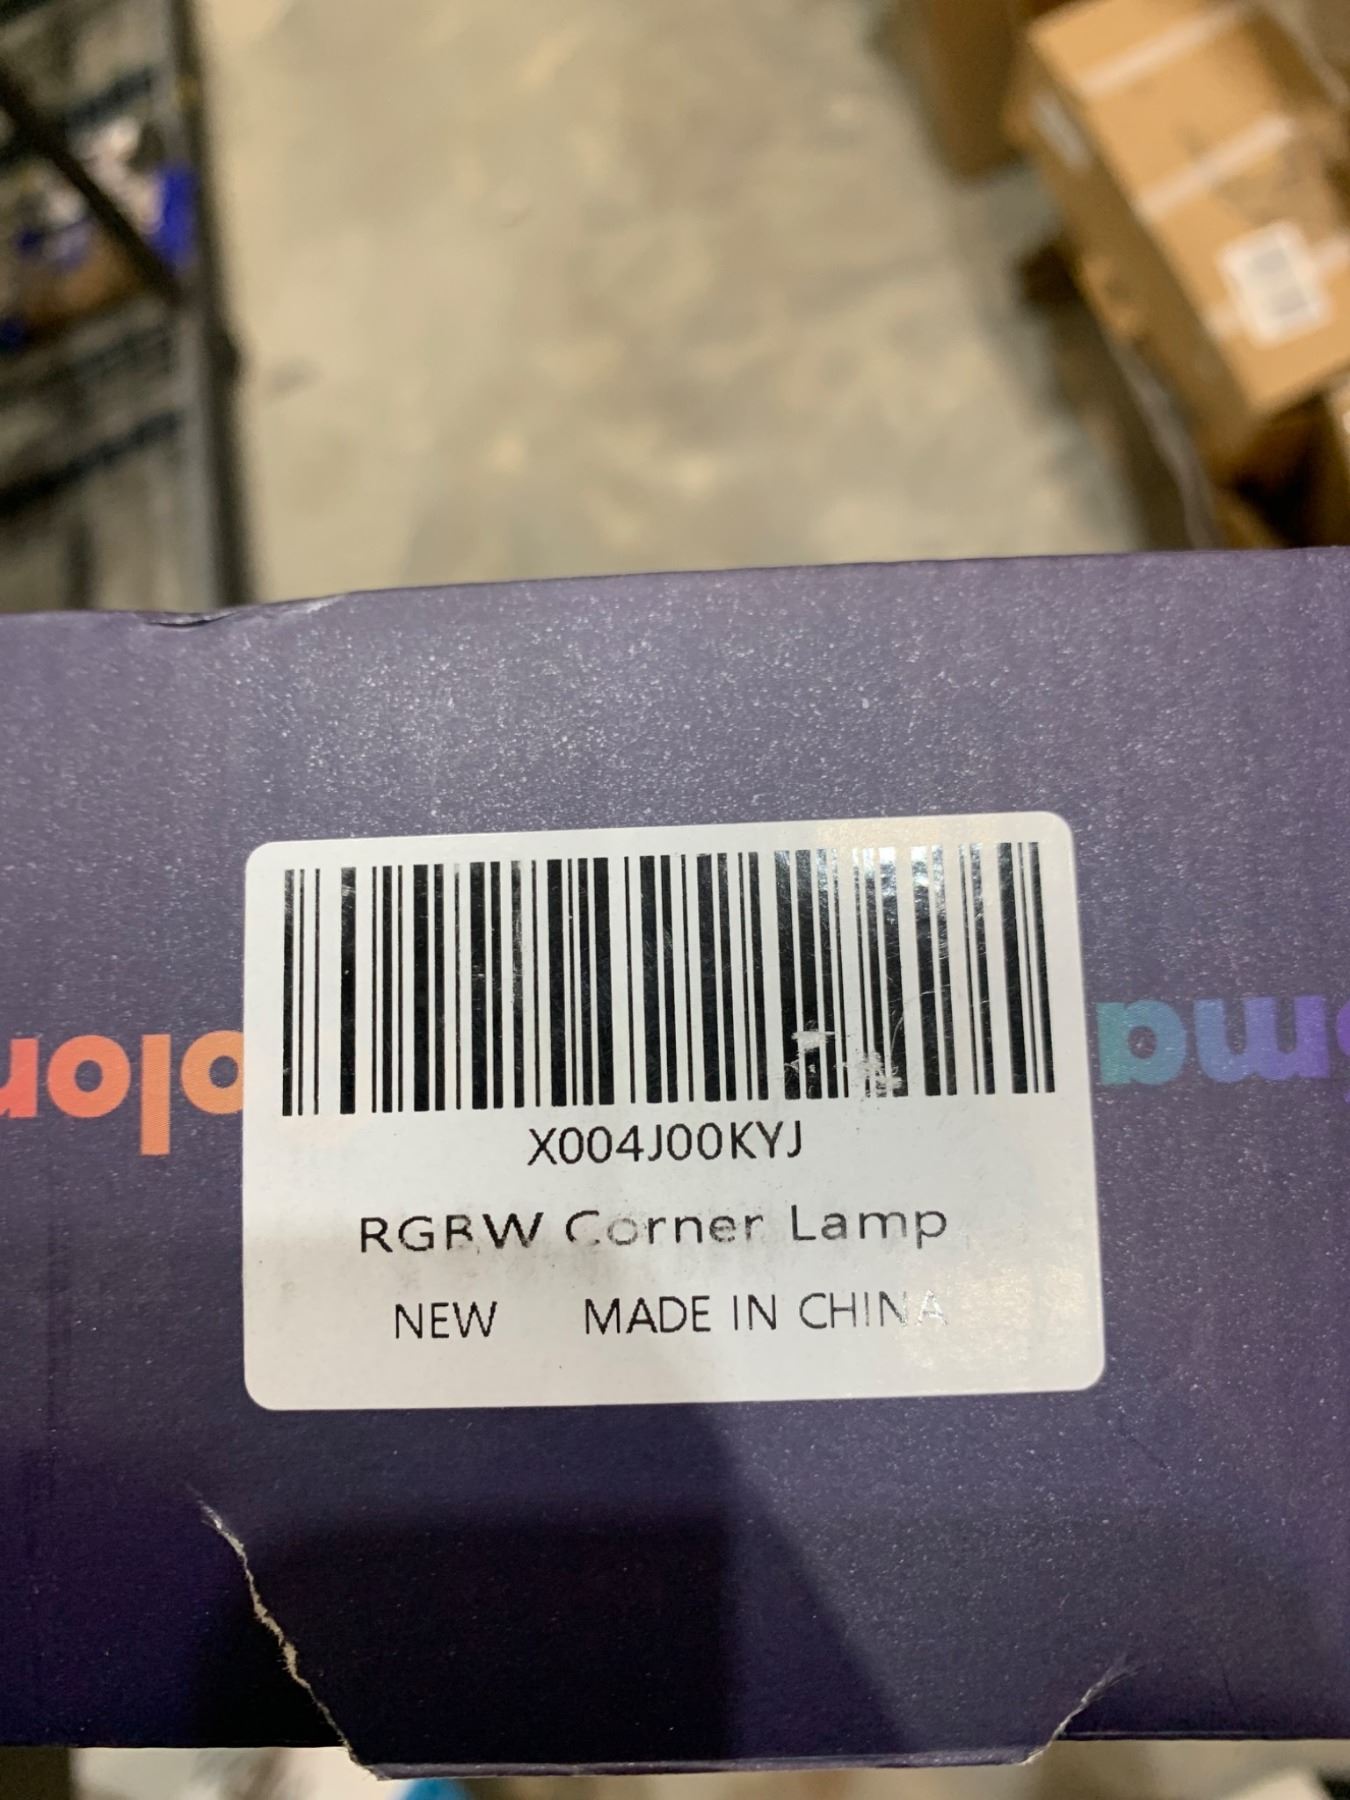 X004J00KYJ
RGBW Corner Lamp
NEW MADE IN CHINA